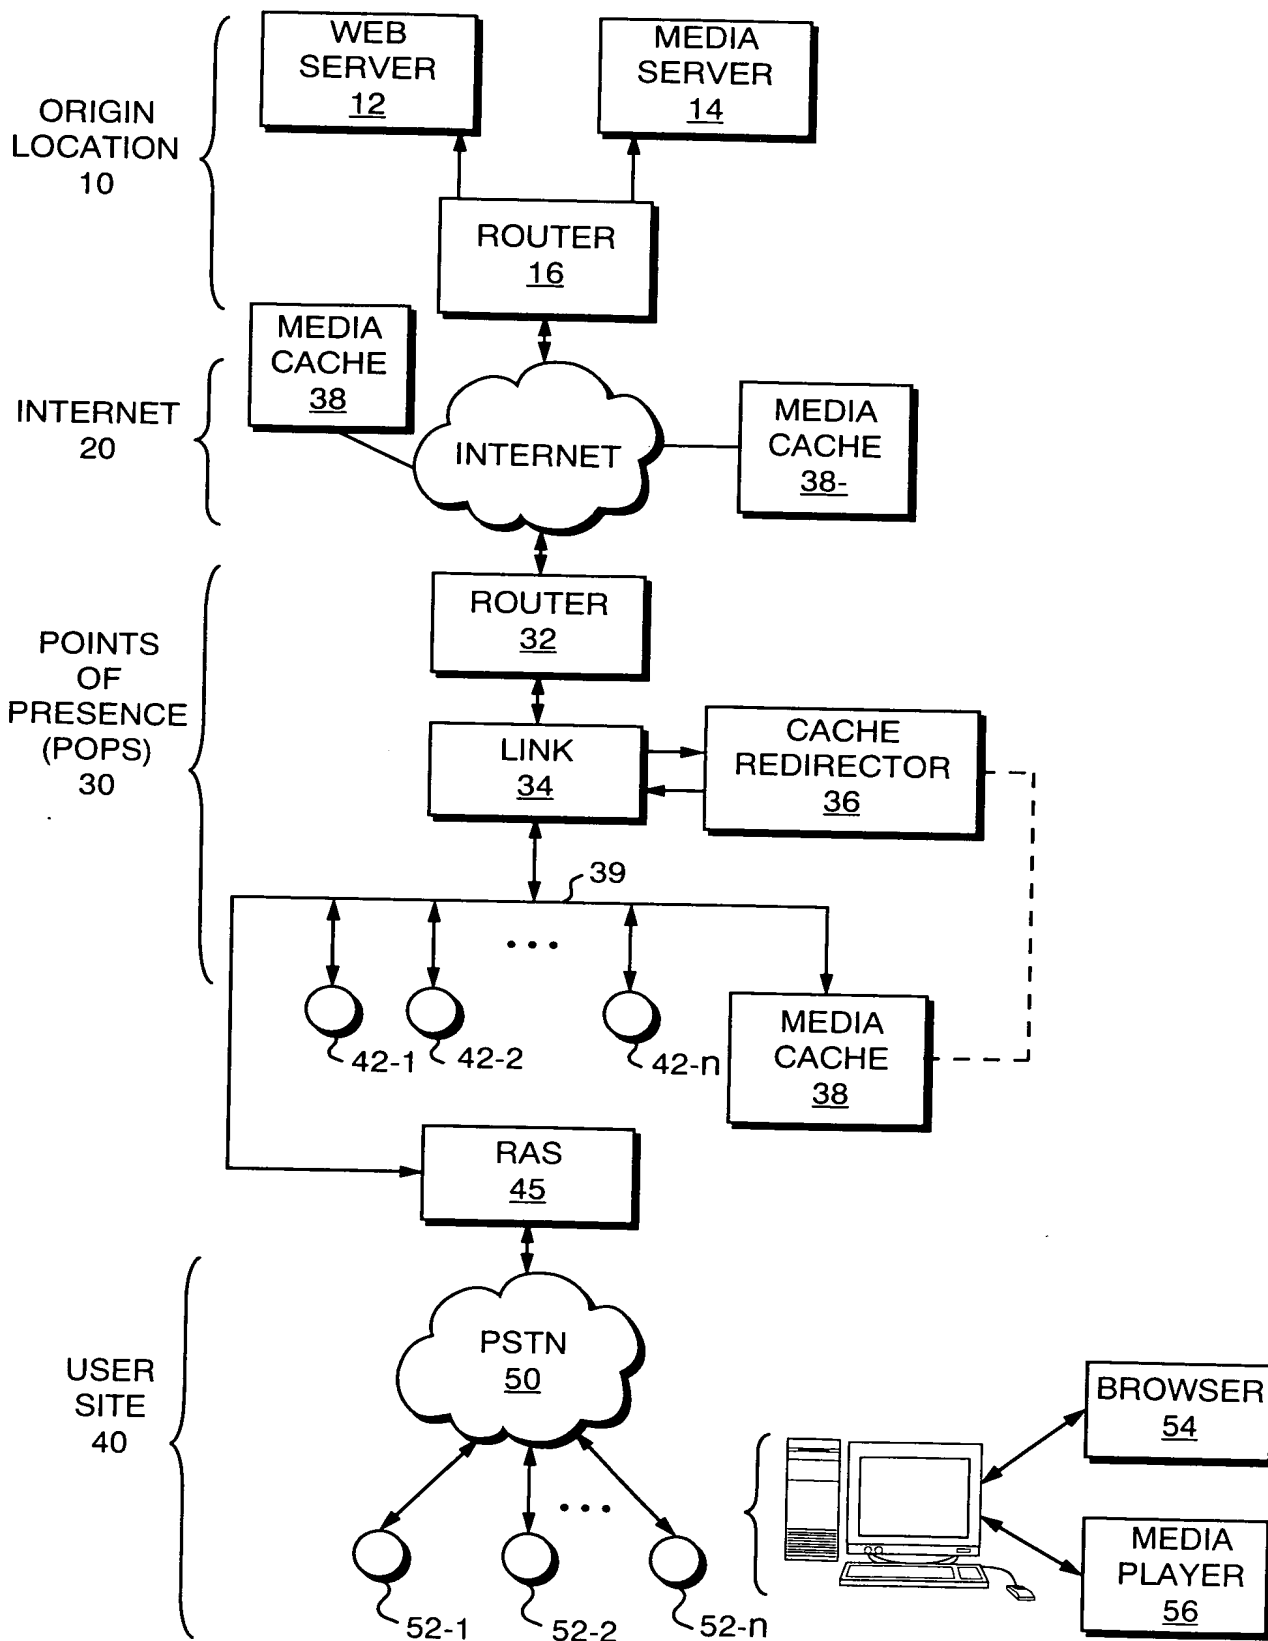 WEB
SERVER
12
MEDIA
SERVER
14
ORIGIN
LOCATION
10
ROUTER
16
MEDIA
CACHE
38
INTERNET
20
INTERNET
MEDIA
CACHE
38-
ROUTER
32
POINTS
OF
PRESENCE
(POPS)
30
LINK
34
CACHE
REDIRECTOR
36
39
...
42-1
42-2
42-n
MEDIA
CACHE
38
RAS
45
PSTN
50
USER
SITE
40
BROWSER
54
...
MEDIA
PLAYER
56
52-1
52-2
52-n